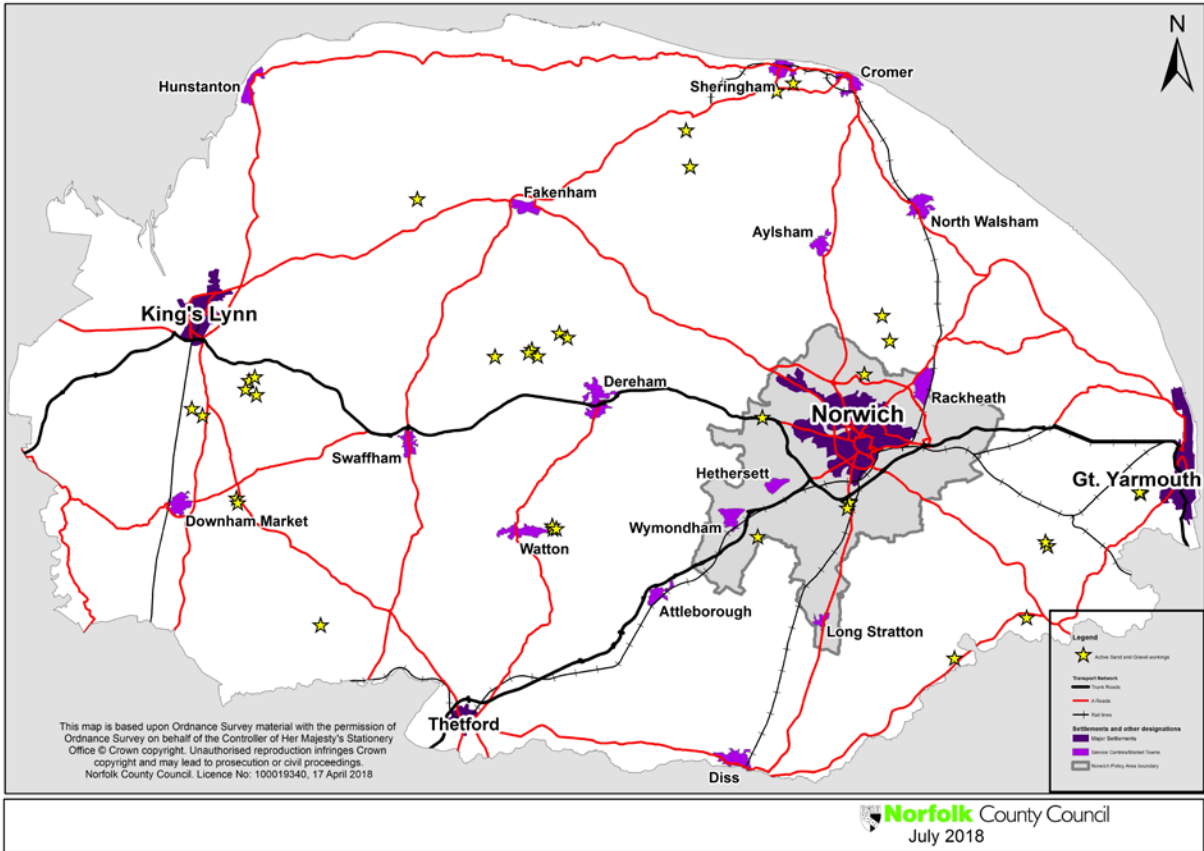 N
Hunstanton
Sheringham
Cromer
Fakenham
North Walsham
Aylsham
King's Lynn
Dereham
Norwich
Rackheath
Swaffham
Hethersett
Gt. Yarmouth
Downham Market
Wymondham
Watton
Attleborough
Long Stratton
Thetford
Diss
Legend
Active Sand and Gravel workings
Transport Network
Trunk Roads
A Roads
Rail lines
Settlements and other designations
Major Settlements
Service Centres/Market Towns
Norwich Policy Area boundary
This map is based upon Ordnance Survey material with the permission of
Ordnance Survey on behalf of the Controller of Her Majesty's Stationery
Office © Crown copyright. Unauthorised reproduction infringes Crown
copyright and may lead to prosecution or civil proceedings.
Norfolk County Council. Licence No: 100019340, 17 April 2018
Norfolk County Council
July 2018